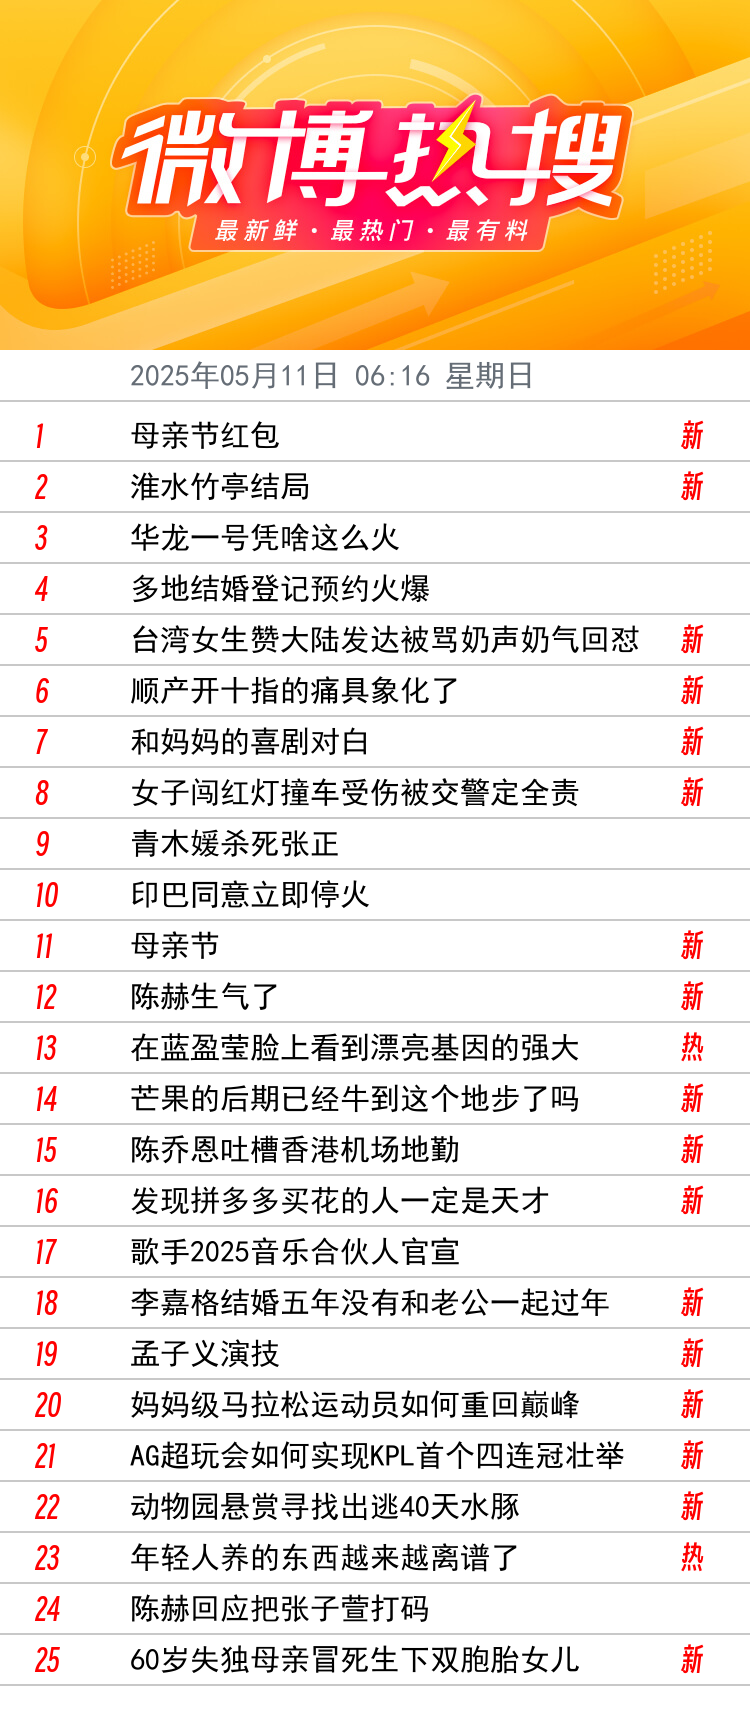 微博热搜
最新鲜·最热门·最有料
2025年05月11日 06:16 星期日
1 母亲节红包 新
2 淮水竹亭结局 新
3 华龙一号凭啥这么火
4 多地结婚登记预约火爆
5 台湾女生赞大陆发达被骂奶声奶气回怼 新
6 顺产开十指的痛具象化了 新
7 和妈妈的喜剧对白 新
8 女子闯红灯撞车受伤被交警定全责 新
9 青木媛杀死张正
10 印巴同意立即停火
11 母亲节 新
12 陈赫生气了 新
13 在蓝盈莹脸上看到漂亮基因的强大 热
14 芒果的后期已经牛到这个地步了吗 新
15 陈乔恩吐槽香港机场地勤 新
16 发现拼多多买花的人一定是天才 新
17 歌手2025音乐合伙人官宣
18 李嘉格结婚五年没有和老公一起过年 新
19 孟子义演技 新
20 妈妈级马拉松运动员如何重回巅峰 新
21 AG超玩会如何实现KPL首个四连冠壮举 新
22 动物园悬赏寻找出逃40天水豚 新
23 年轻人养的东西越来越离谱了 热
24 陈赫回应把张子萱打码
25 60岁失独母亲冒死生下双胞胎女儿 新